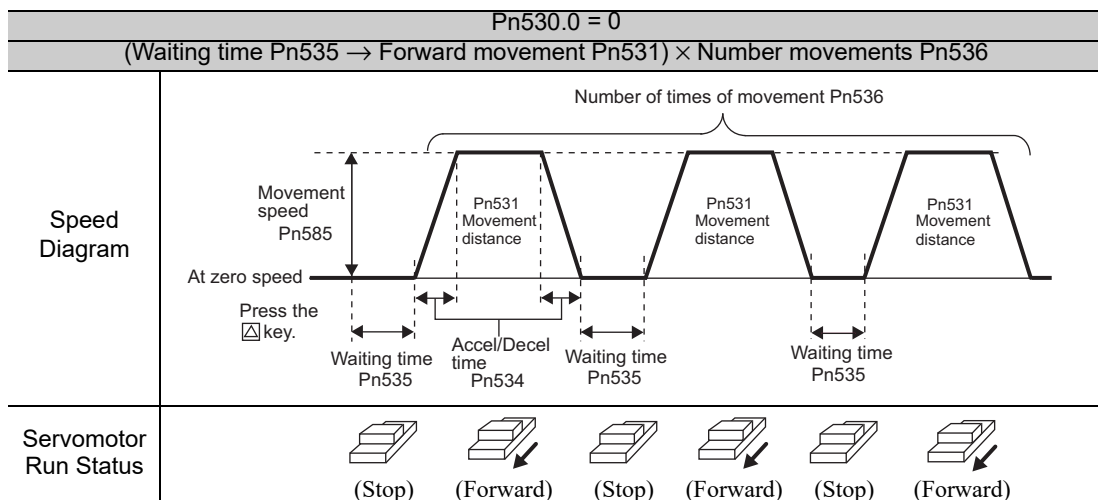 Pn530.0 = 0
(Waiting time Pn535 → Forward movement Pn531) × Number movements Pn536
Speed
Diagram
Number of times of movement Pn536
Movement
speed
Pn585
Pn531
Movement
distance
Pn531
Movement
distance
Pn531
Movement
distance
At zero speed
Press the
△ key.
Waiting time
Pn535
Accel/Decel
time
Pn534
Waiting time
Pn535
Waiting time
Pn535
Servomotor
Run Status
(Stop) (Forward) (Stop) (Forward) (Stop) (Forward)